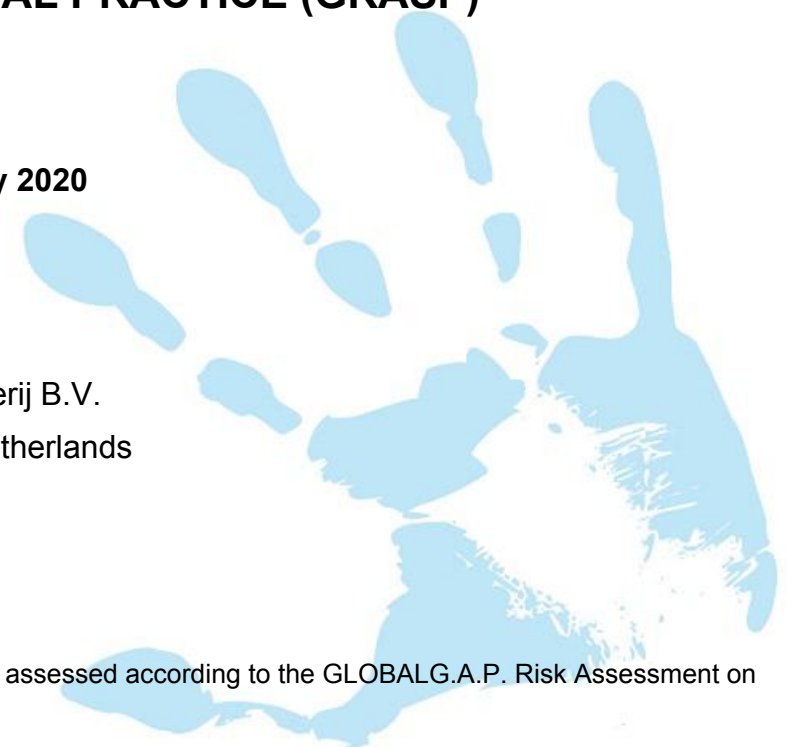 AL PRACTICE (GRASP)
y 2020
erij B.V.
therlands
assessed according to the GLOBALG.A.P. Risk Assessment on